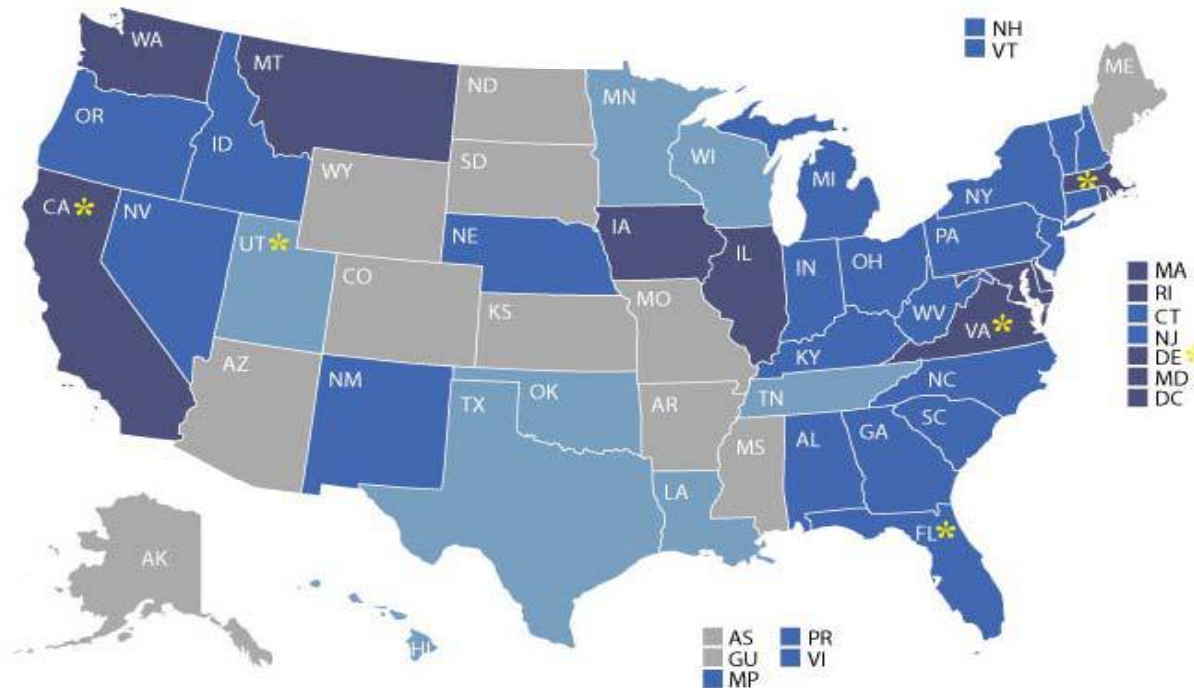 WA
MT
ND
MN
ME
NH
VT
OR
ID
WY
SD
WI
MI
NY
CA*
NV
UT*
NE
IA
IL
IN
OH
PA
*
CO
KS
MO
KY
WV
VA*
MA
RI
CT
NJ
DE*
MD
DC
AZ
NM
TX
OK
AR
TN
NC
SC
MS
AL
GA
LA
FL*
AK
HI
AS
GU
MP
PR
VI